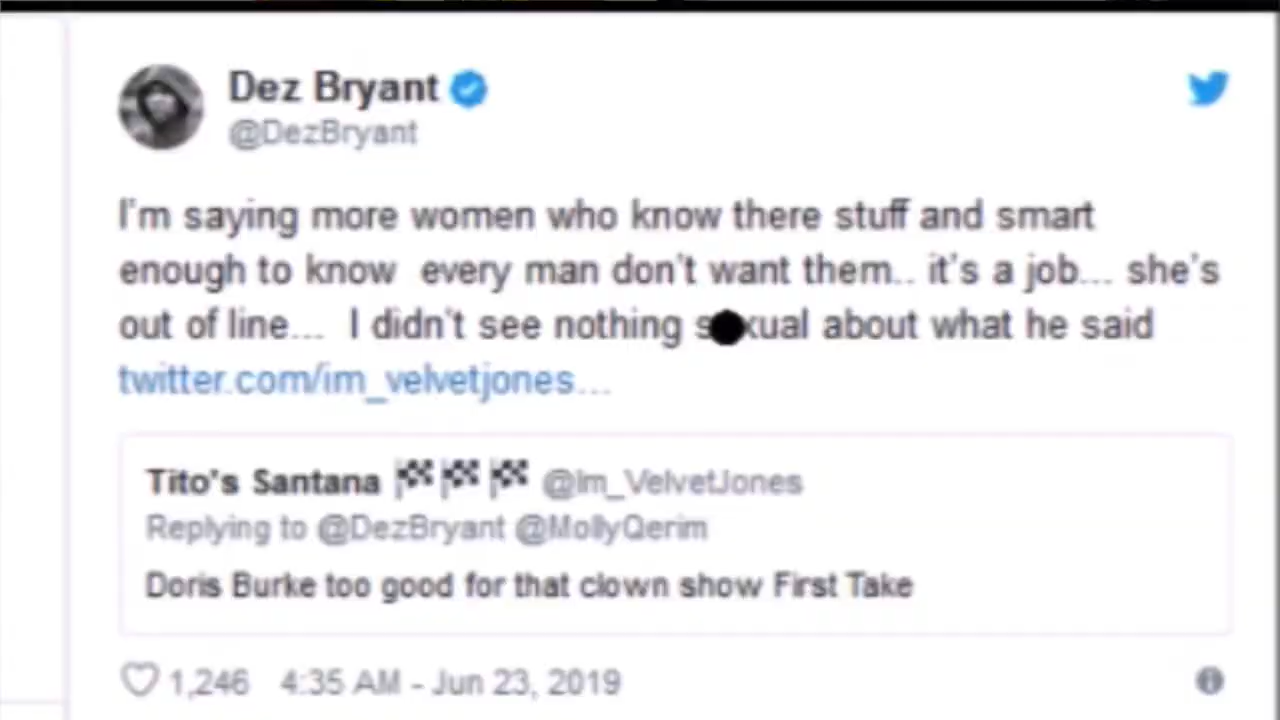 Dez Bryant
@DezBryant
I'm saying more women who know there stuff and smart
enough to know every man don't want them.. it's a job... she's
out of line... I didn't see nothing s●xual about what he said
twitter.com/im_velvetjones...
Tito's Santana 🏁🏁🏁 @Im_VelvetJones
Replying to @DezBryant @MollyQerim
Doris Burke too good for that clown show First Take
1,246 4:35 AM - Jun 23, 2019